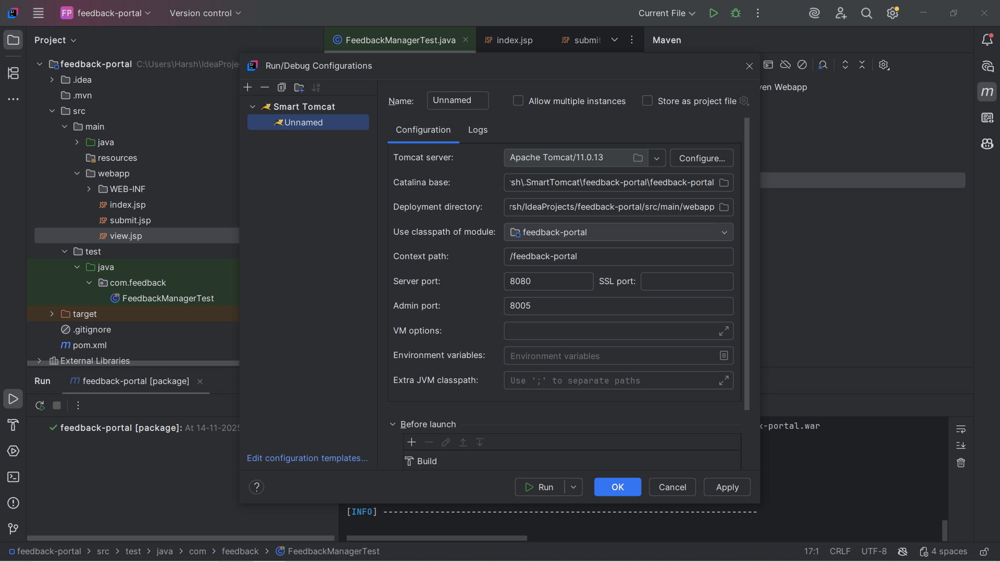 FP feedback-portal Version control Current File
Project
FeedbackManagerTest.java index.jsp submit Maven
feedback-portal C:\Users\Harsh\IdeaProje
.idea
.mvn
src
main
java
resources
webapp
WEB-INF
index.jsp
submit.jsp
view.jsp
test
java
com.feedback
FeedbackManagerTest
target
.gitignore
pom.xml
External Libraries
Run/Debug Configurations
Smart Tomcat
Unnamed
Edit configuration templates...
Name: Unnamed Allow multiple instances Store as project file
Configuration Logs
Tomcat server: Apache Tomcat/11.0.13 Configure...
Catalina base: rsh\.SmartTomcat\feedback-portal\feedback-portal
Deployment directory: rsh/IdeaProjects/feedback-portal/src/main/webapp
Use classpath of module: feedback-portal
Context path: /feedback-portal
Server port: 8080 SSL port:
Admin port: 8005
VM options:
Environment variables: Environment variables
Extra JVM classpath: Use ';' to separate paths
Before launch
Build
? Run OK Cancel Apply
ven Webapp
Run feedback-portal [package]
feedback-portal [package]: At 14-11-2025
k-portal.war
[INFO] ------------------------------------------------------------------------
feedback-portal > src > test > java > com > feedback > FeedbackManagerTest 17:1 CRLF UTF-8 4 spaces